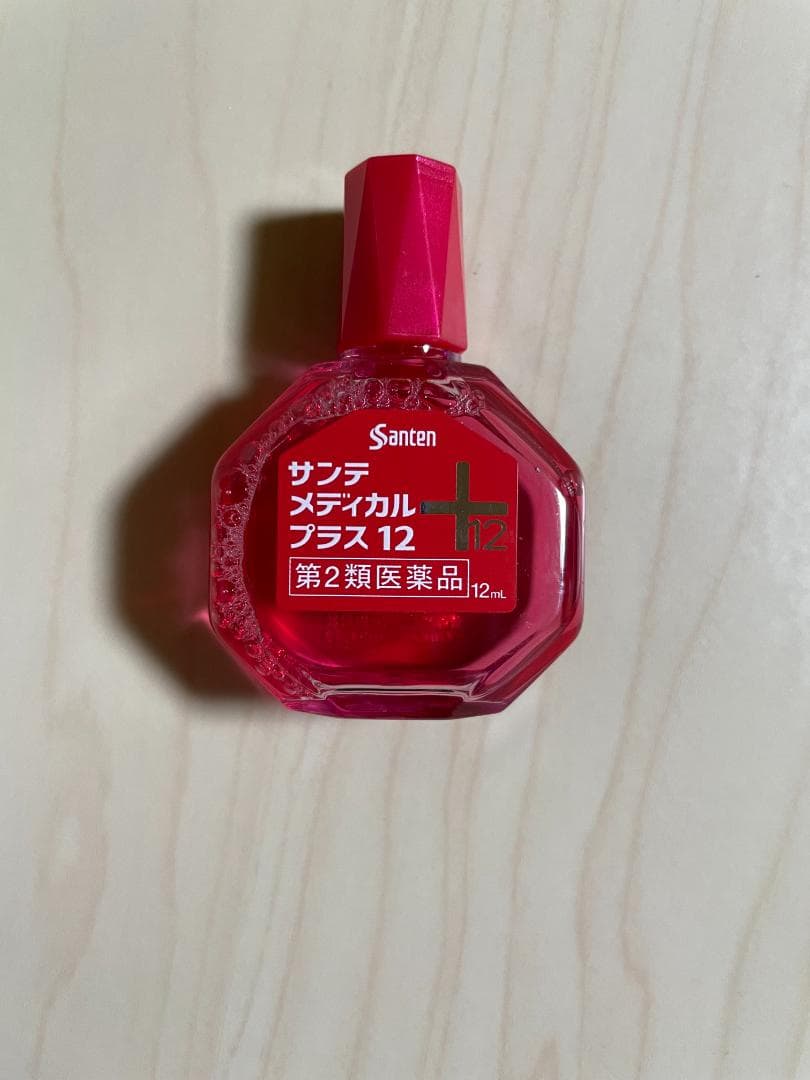 Santen
サンテ
メディカル
プラス 12
+12
第2類医薬品
12mL